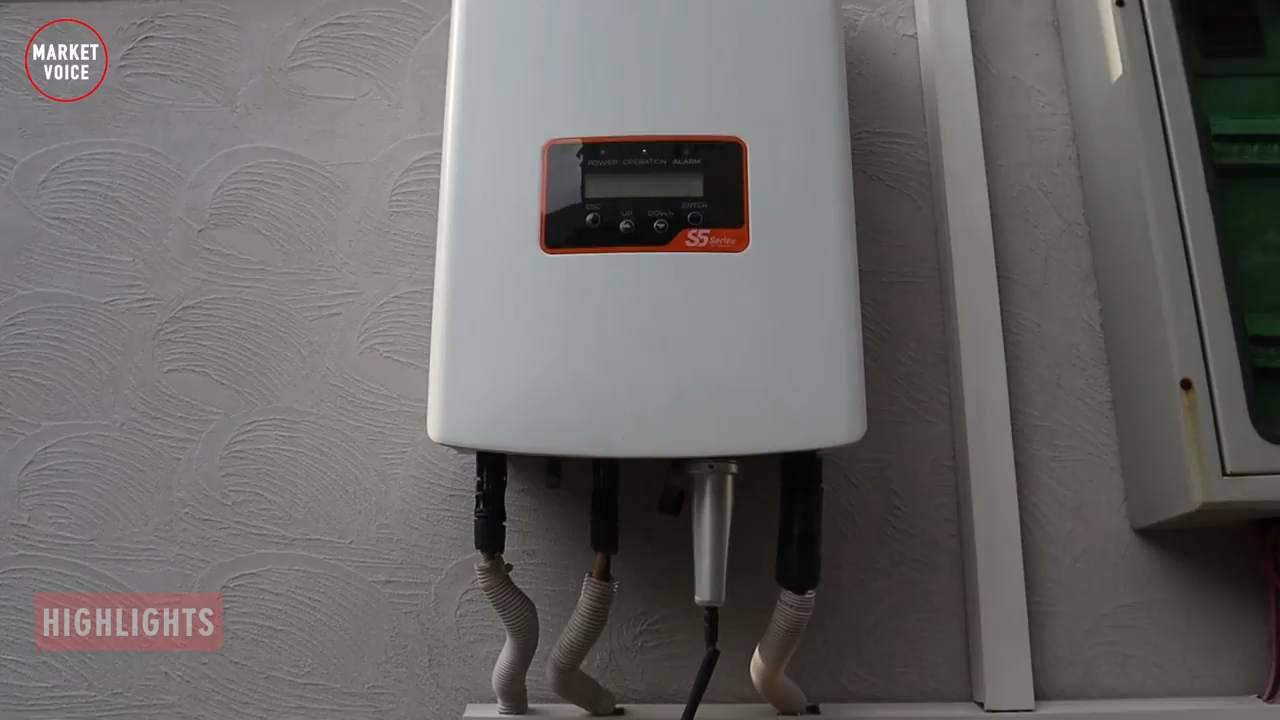 MARKET
VOICE
POWER OPERATION ALARM
ESC
UP
DOWN
ENTER
S5 Series
HIGHLIGHTS